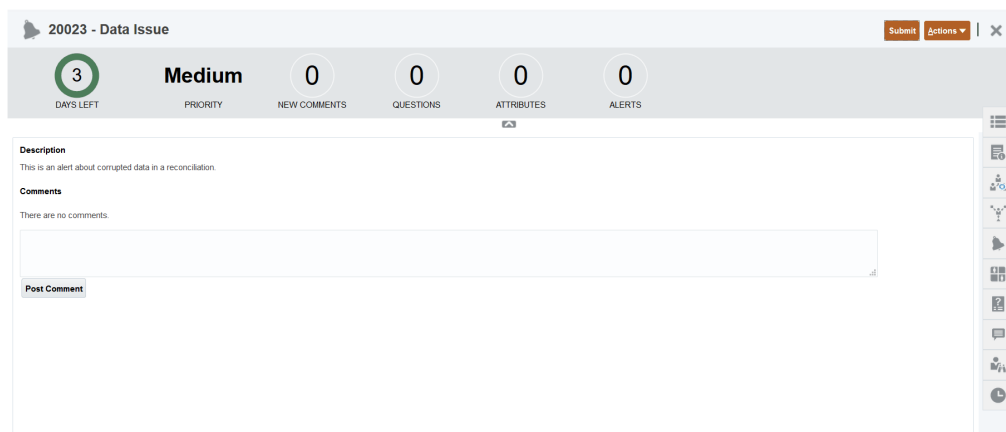 20023 - Data Issue
Submit
Actions
3
DAYS LEFT
Medium
PRIORITY
0
NEW COMMENTS
0
QUESTIONS
0
ATTRIBUTES
0
ALERTS
Description
This is an alert about corrupted data in a reconciliation.
Comments
There are no comments.
Post Comment